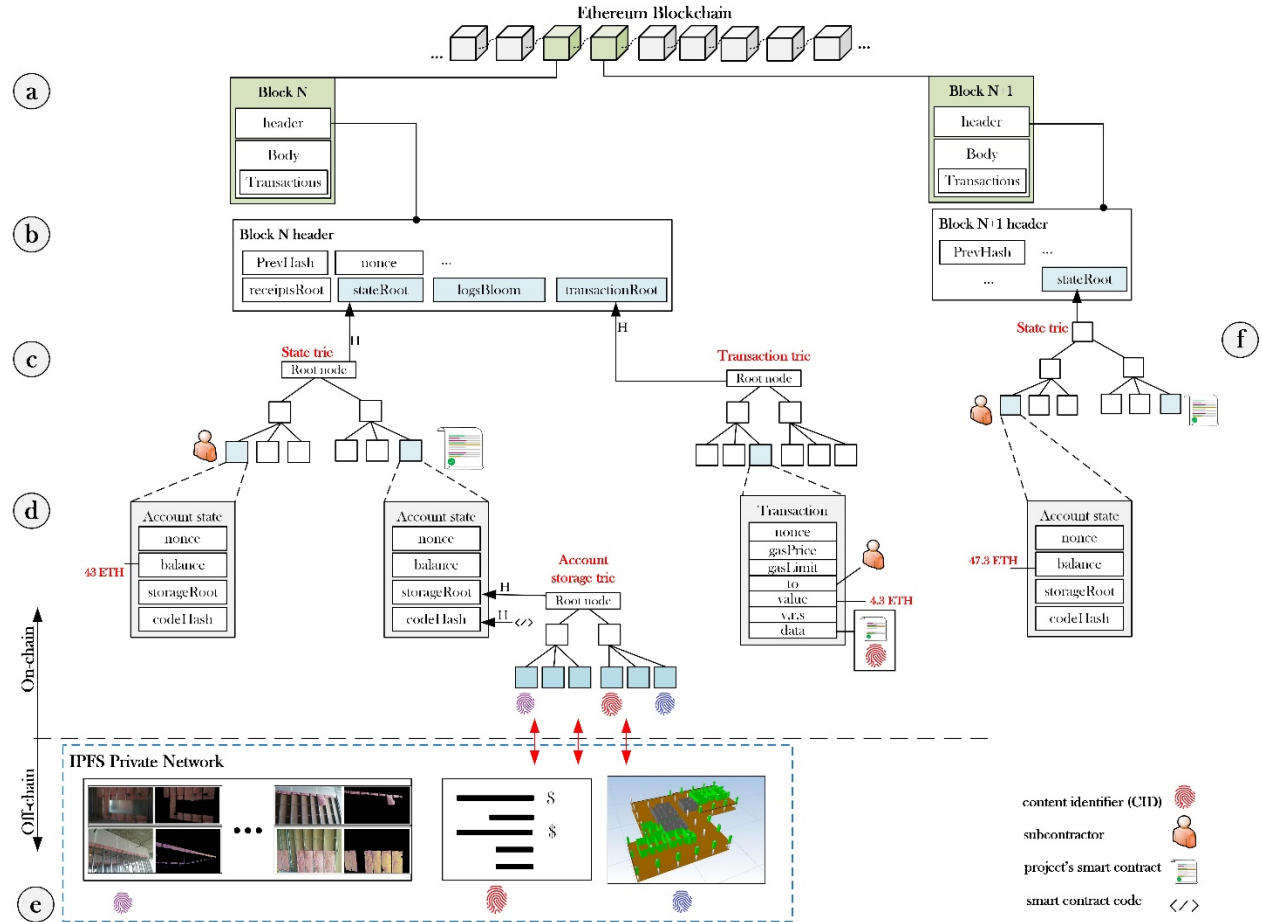 Ethereum Blockchain
...
...
a
Block N
header
Body
Transactions
Block N+1
header
Body
Transactions
b
Block N header
PrevHash
nonce
...
receiptsRoot
stateRoot
logsBloom
transactionRoot
Block N+1 header
PrevHash
...
...
stateRoot
H
H
c
State trie
Root node
Transaction trie
Root node
State trie
f
d
Account state
nonce
balance
storageRoot
codeHash
43 ETH
Account state
nonce
balance
storageRoot
codeHash
H
H
</>
Account
storage trie
Root node
Transaction
nonce
gasPrice
gasLimit
to
value
v,r,s
data
4.3 ETH
Account state
nonce
balance
storageRoot
codeHash
47.3 ETH
On-chain
Off-chain
IPFS Private Network
...
$
$
e
content identifier (CID)
subcontractor
project's smart contract
smart contract code </>